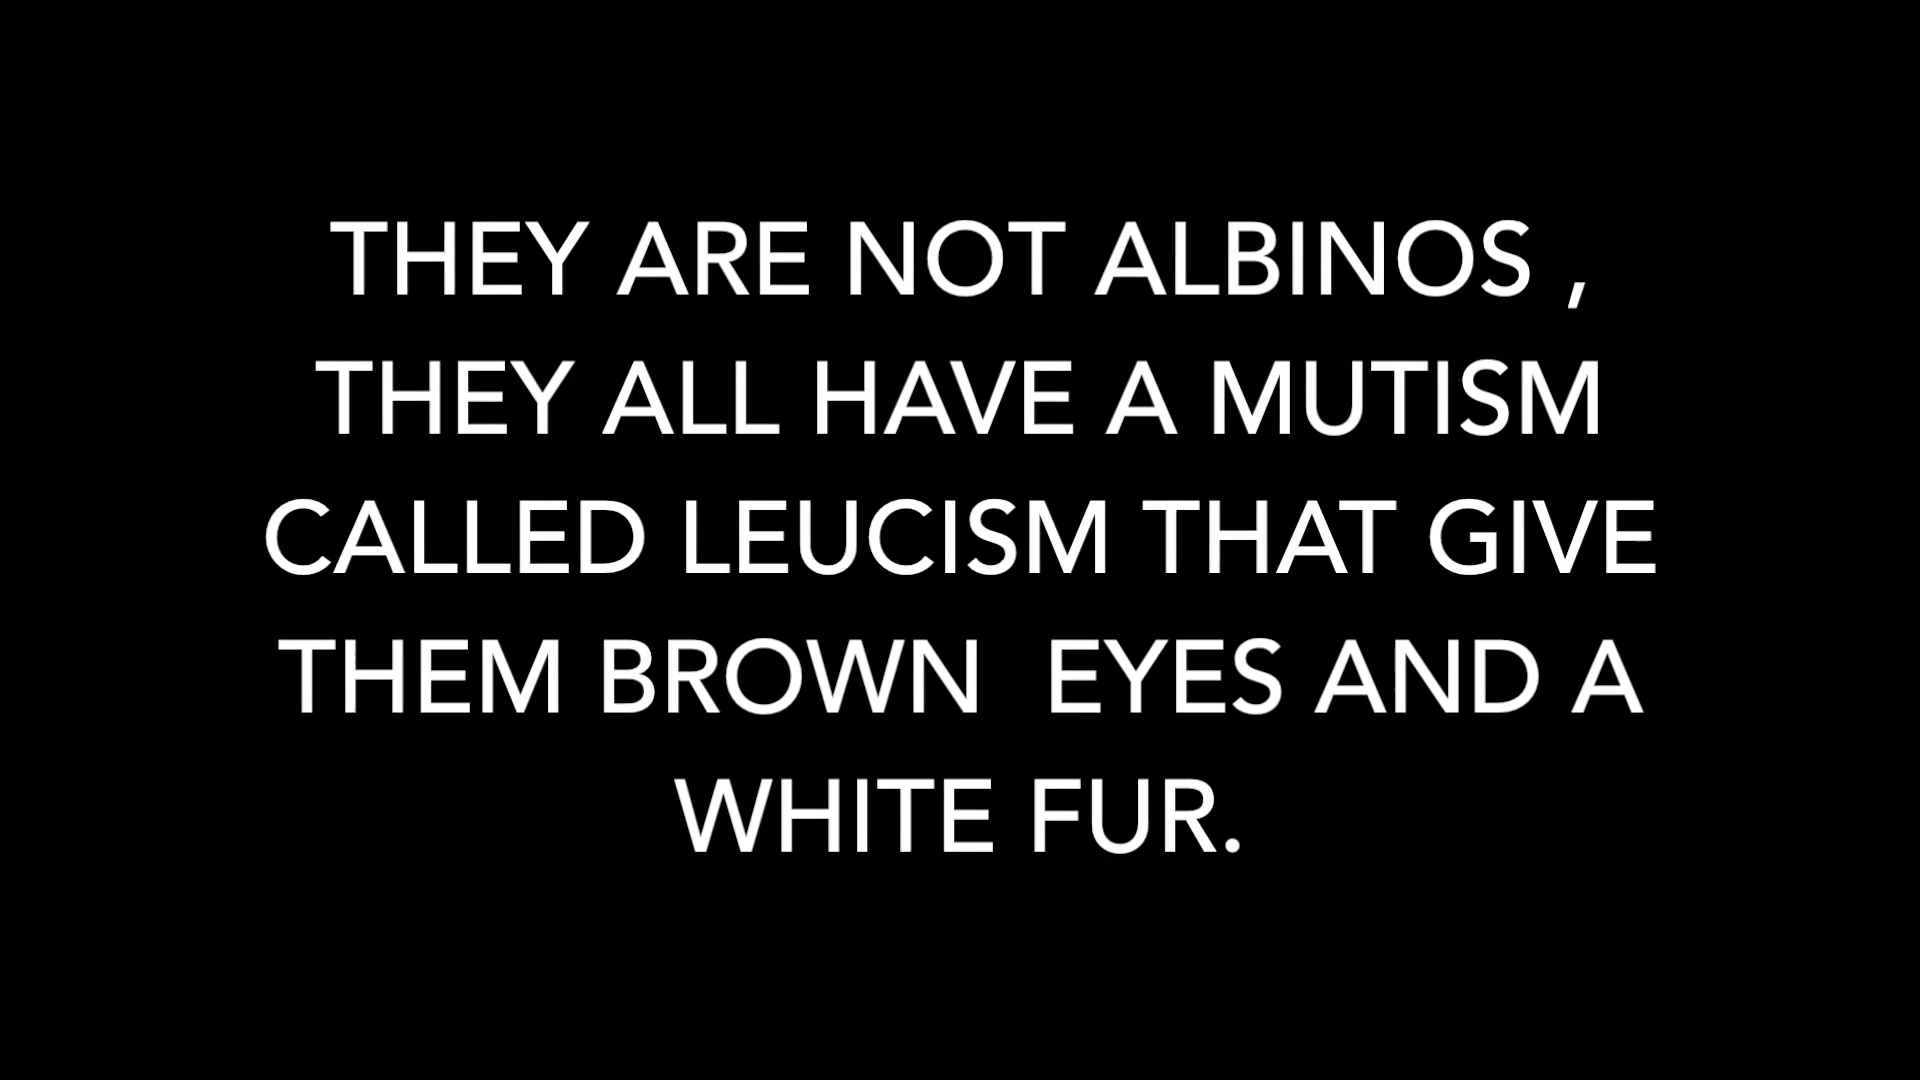 THEY ARE NOT ALBINOS ,
THEY ALL HAVE A MUTISM
CALLED LEUCISM THAT GIVE
THEM BROWN  EYES AND A
WHITE FUR.